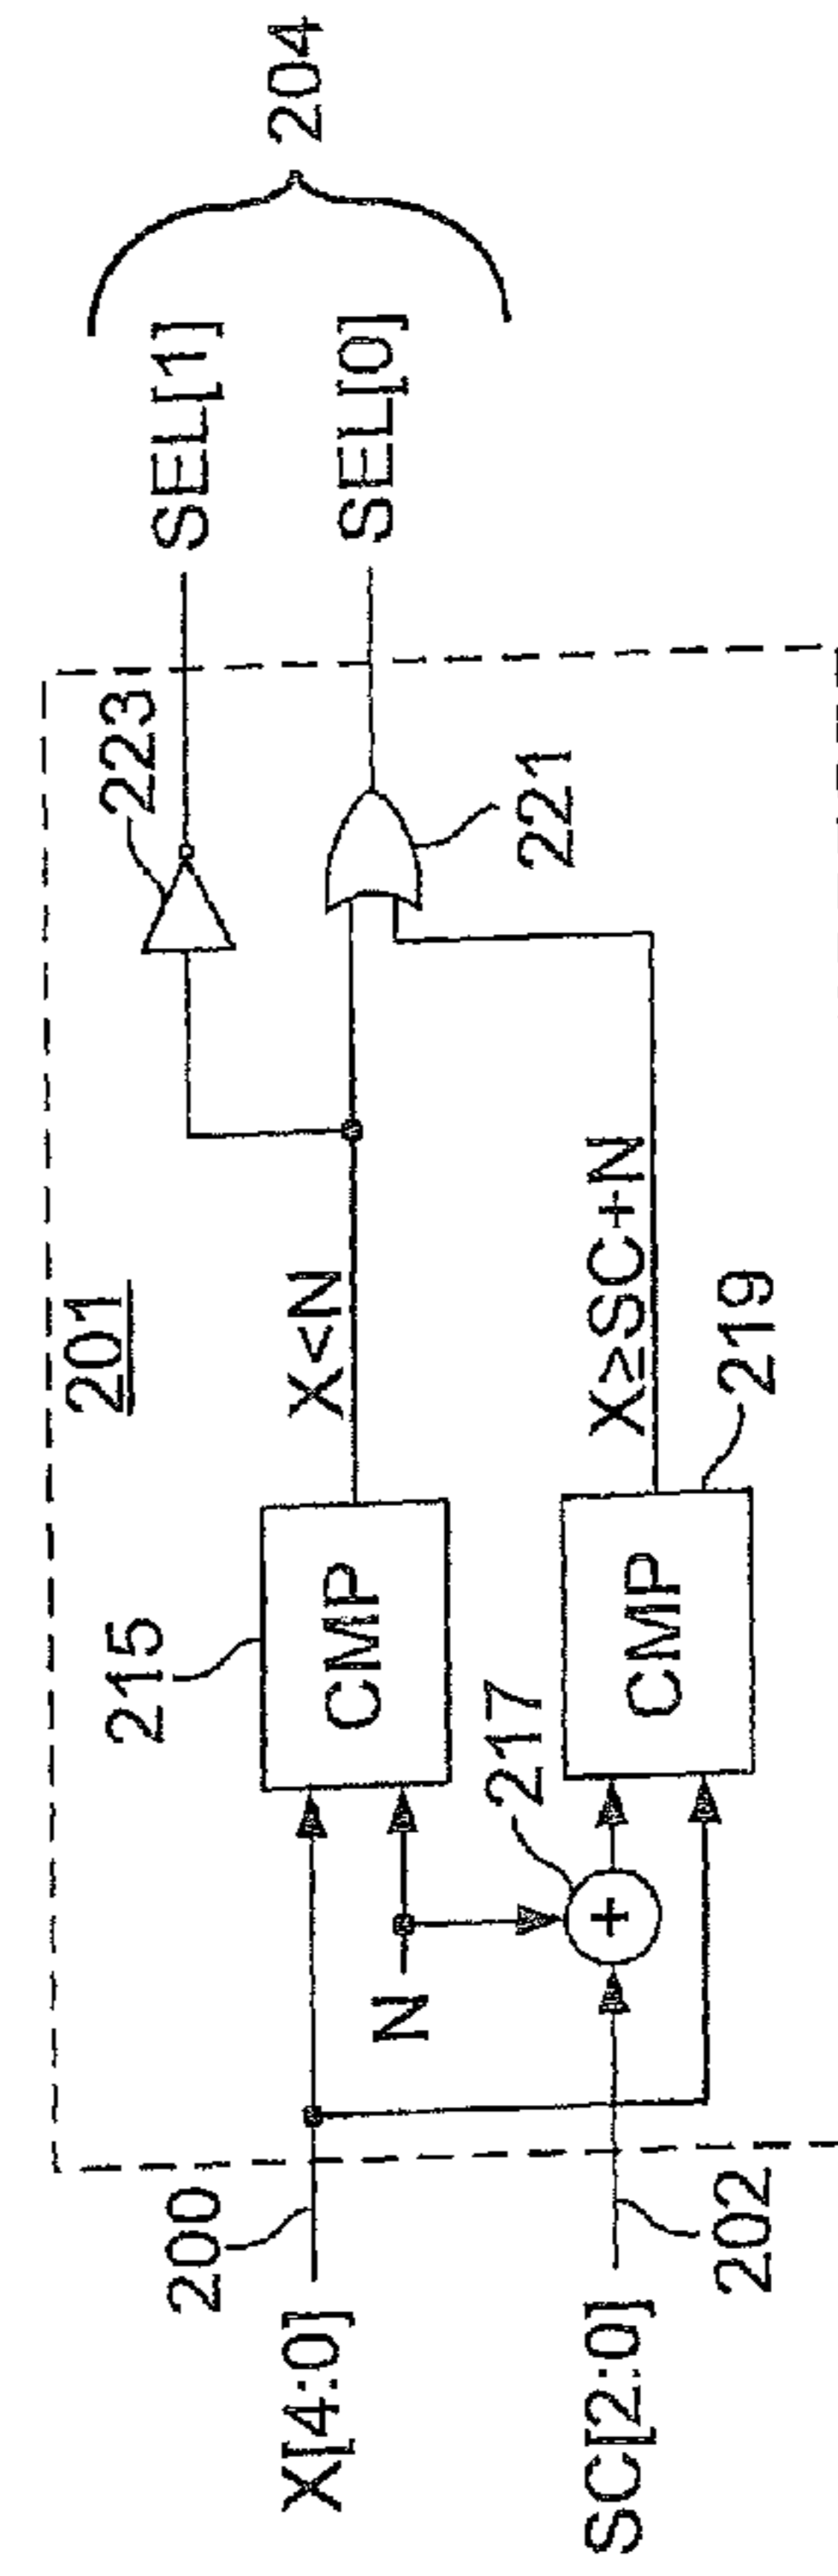 201
204
223
SEL[1]
SEL[0]
221
215
X<N
CMP
N
217
X≥SC+N
CMP
219
+
200
X[4:0]
SC[2:0]
202